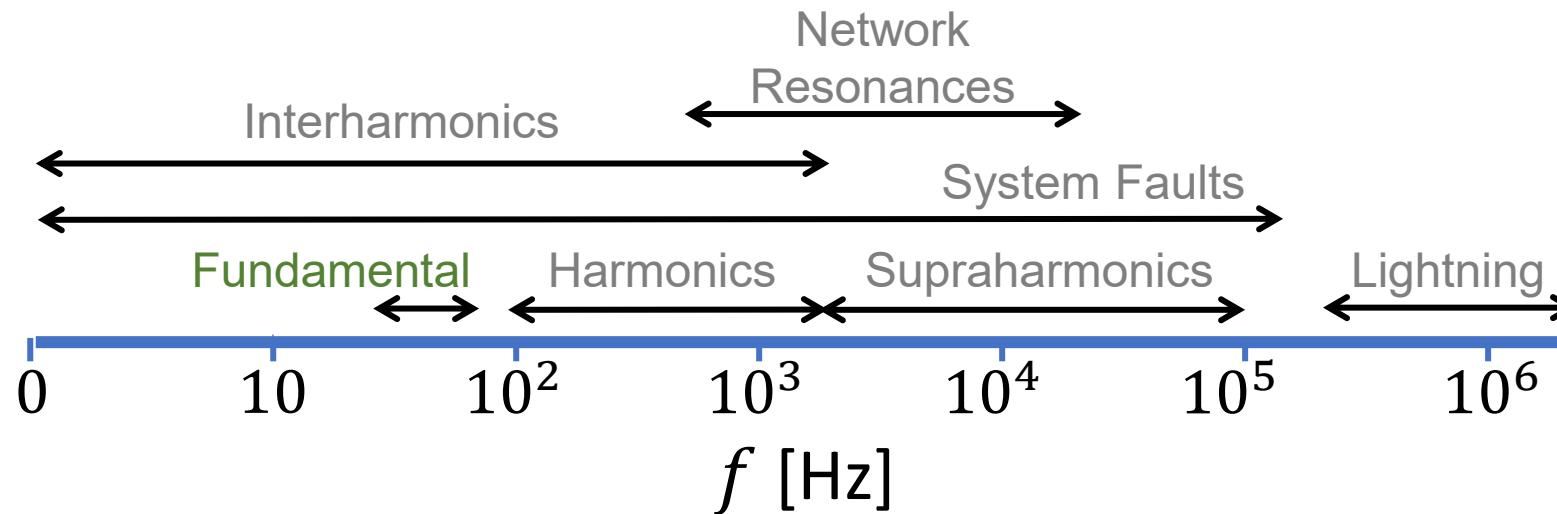 Network
Resonances
Interharmonics
System Faults
Fundamental
Harmonics
Supraharmonics
Lightning
0 10 10² 10³ 10⁴ 10⁵ 10⁶
f [Hz]